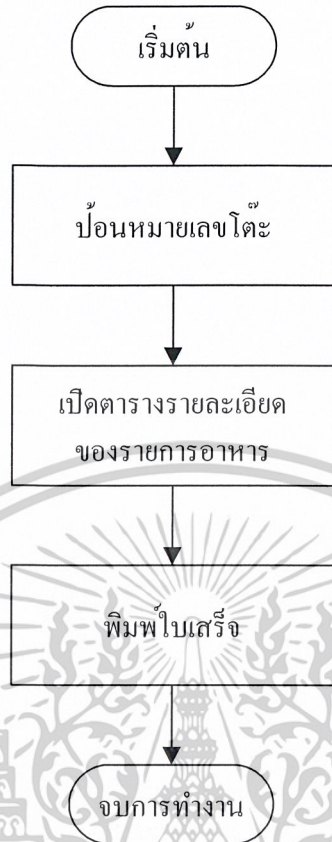 เริ่มต้น
ป้อนหมายเลขโต๊ะ
เปิดตารางรายละเอียด
ของรายการอาหาร
พิมพ์ใบเสร็จ
จบการทำงาน